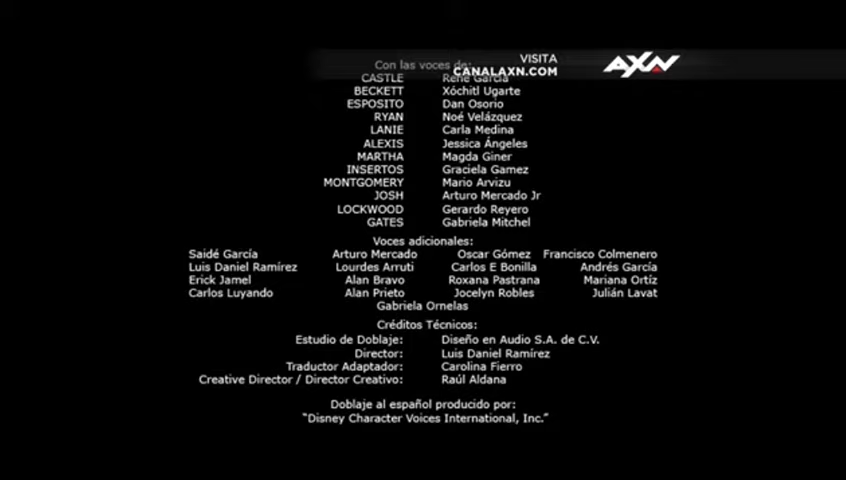 VISITA
CANALAXN.COM
AXN
Con las voces de:
CASTLE René García
BECKETT Xóchitl Ugarte
ESPOSITO Dan Osorio
RYAN Noé Velázquez
LANIE Carla Medina
ALEXIS Jessica Ángeles
MARTHA Magda Giner
INSERTOS Graciela Gamez
MONTGOMERY Mario Arvizu
JOSH Arturo Mercado Jr
LOCKWOOD Gerardo Reyero
GATES Gabriela Mitchel
Voces adicionales:
Saidé García Arturo Mercado Oscar Gómez Francisco Colmenero
Luis Daniel Ramírez Lourdes Arruti Carlos E Bonilla Andrés García
Erick Jamel Alan Bravo Roxana Pastrana Mariana Ortíz
Carlos Luyando Alan Prieto Jocelyn Robles Julián Lavat
Gabriela Ornelas
Créditos Técnicos:
Estudio de Doblaje: Diseño en Audio S.A. de C.V.
Director: Luis Daniel Ramírez
Traductor Adaptador: Carolina Fierro
Creative Director / Director Creativo: Raúl Aldana
Doblaje al español producido por:
“Disney Character Voices International, Inc.”